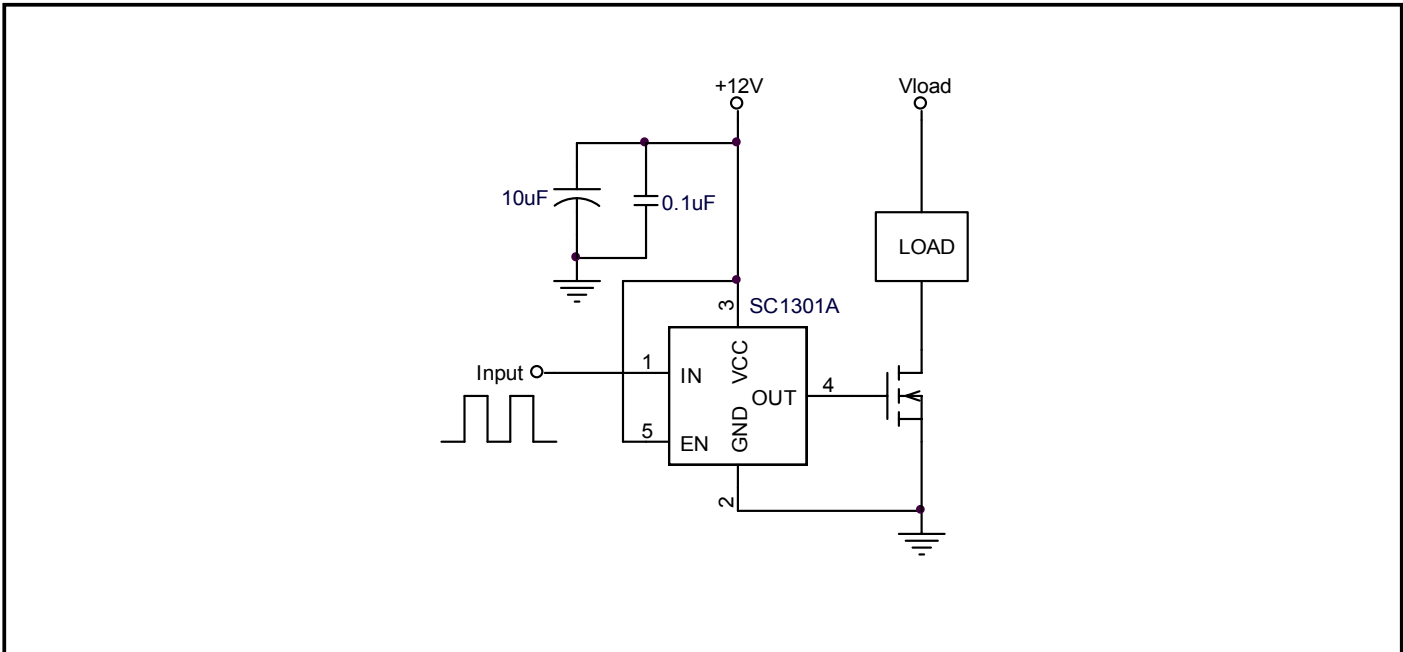 +12V
Vload
10uF
0.1uF
LOAD
3
SC1301A
Input
1
IN
VCC
OUT
4
5
EN
GND
2